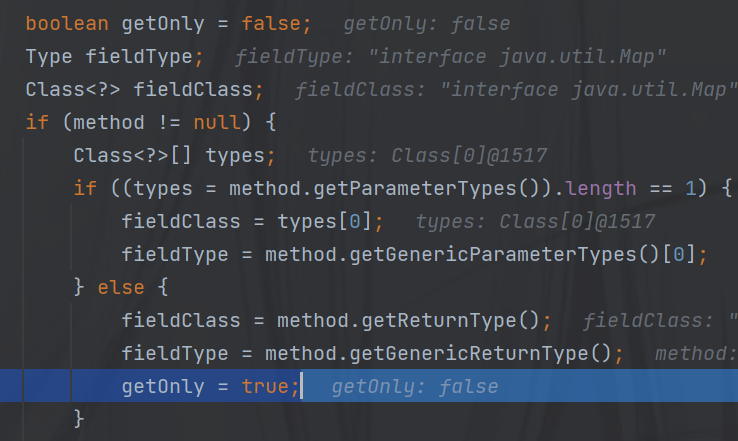 boolean getOnly = false; getOnly: false
Type fieldType; fieldType: "interface java.util.Map"
Class<?> fieldClass; fieldClass: "interface java.util.Map"
if (method != null) {
Class<?>[] types; types: Class[0]@1517
if ((types = method.getParameterTypes()).length == 1) {
fieldClass = types[0]; types: Class[0]@1517
fieldType = method.getGenericParameterTypes()[0];
} else {
fieldClass = method.getReturnType(); fieldClass: "
fieldType = method.getGenericReturnType(); method:
getOnly = true; getOnly: false
}